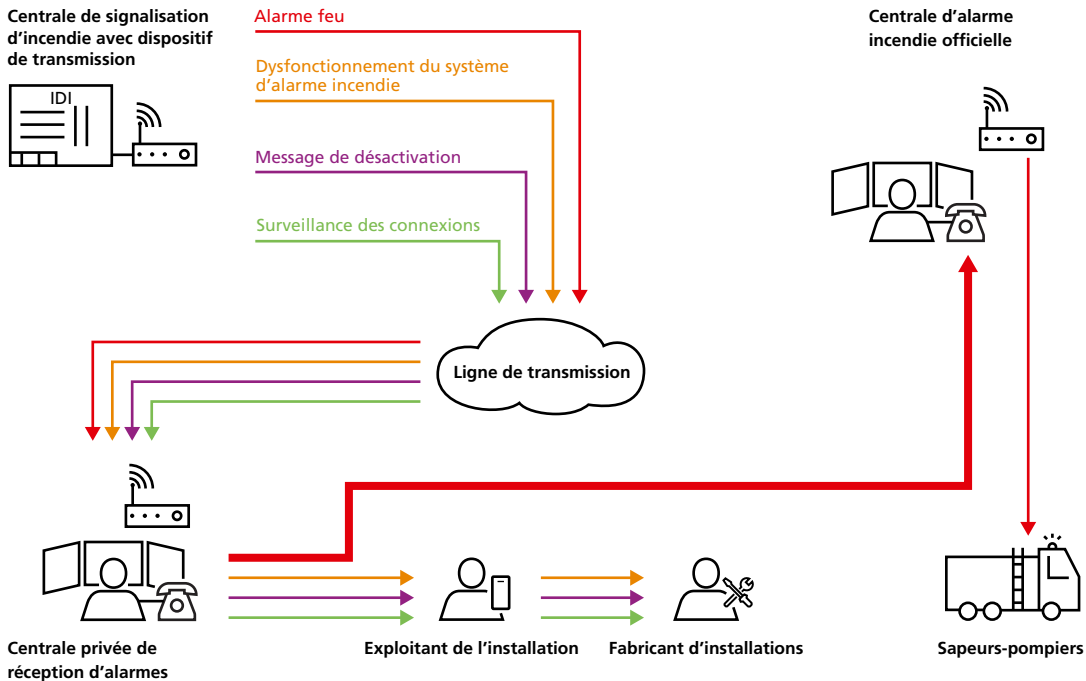 Centrale de signalisation
d'incendie avec dispositif
de transmission
IDI
Alarme feu
Dysfonctionnement du système
d'alarme incendie
Message de désactivation
Surveillance des connexions
Centrale d'alarme
incendie officielle
Ligne de transmission
Centrale privée de
réception d'alarmes
Exploitant de l'installation
Fabricant d'installations
Sapeurs-pompiers